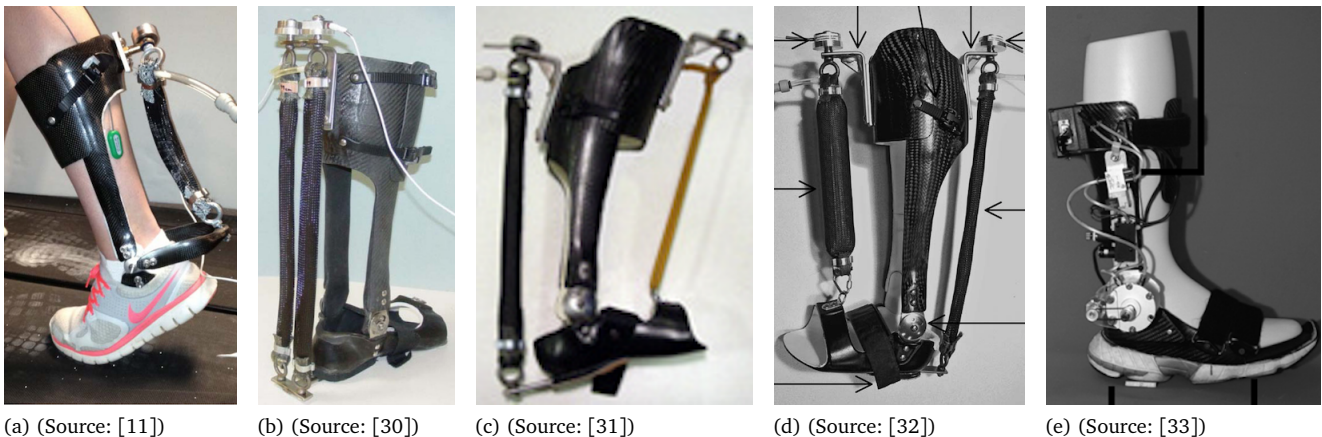 (a) (Source: [11])
(b) (Source: [30])
(c) (Source: [31])
(d) (Source: [32])
(e) (Source: [33])